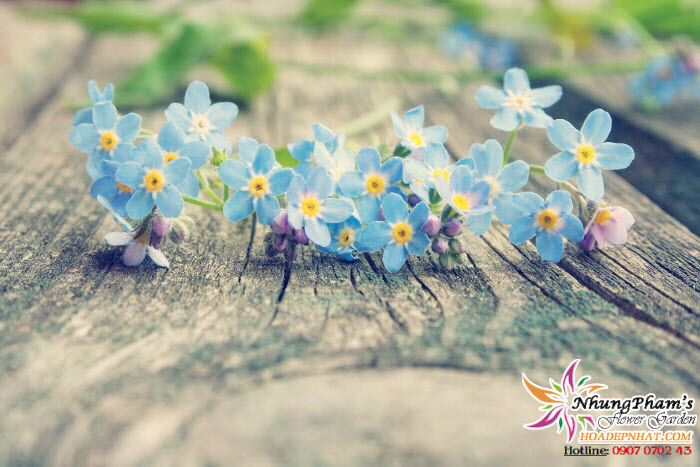 NhungPham's
Flower Garden
HOADEPNHAT.COM
Hotline: 0907 0702 43